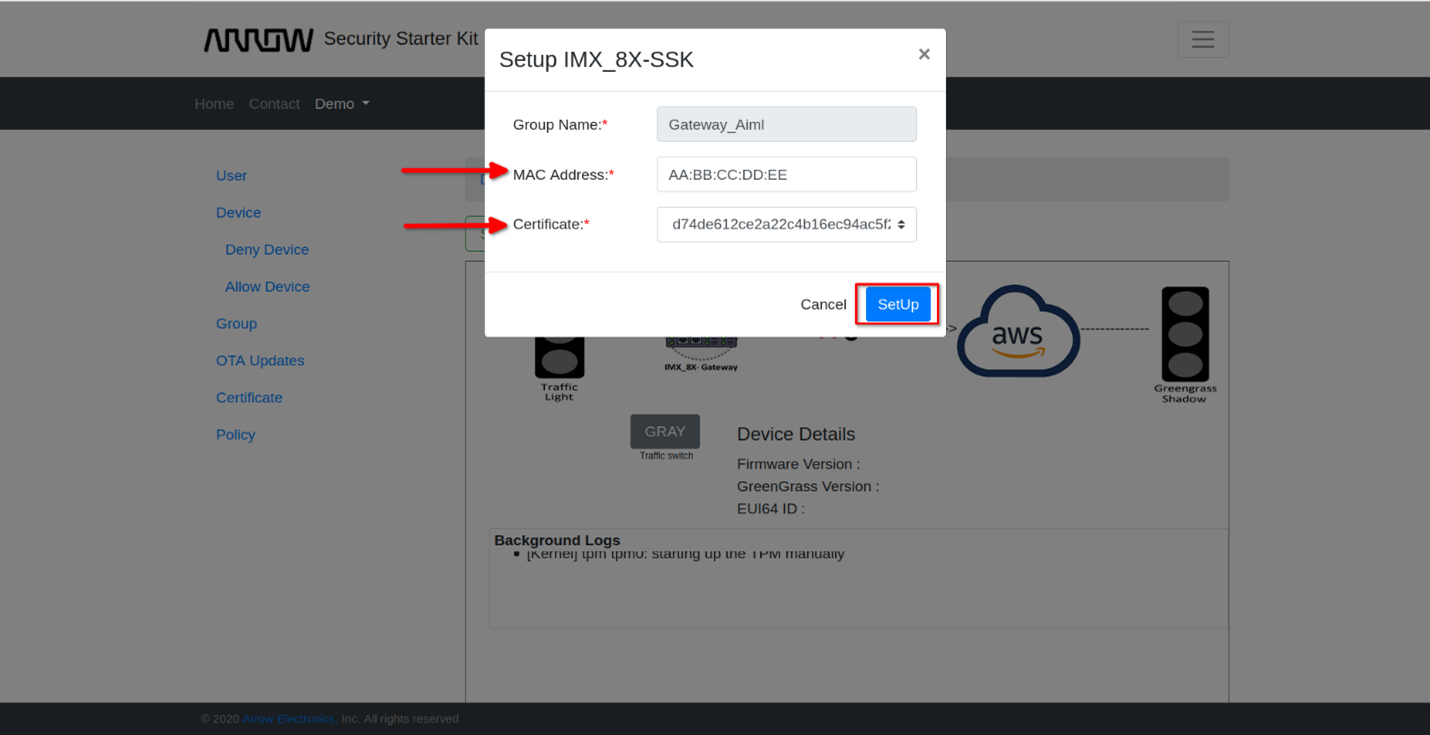 ARROW Security Starter Kit
Setup IMX_8X-SSK
×
Home Contact Demo
Group Name:* Gateway_Aiml
MAC Address:* AA:BB:CC:DD:EE
Certificate:* d74de612ce2a22c4b16ec94ac5f2
Cancel SetUp
User
Device
Deny Device
Allow Device
Group
OTA Updates
Certificate
Policy
aws
IMX_8X- Gateway
Traffic
Light
Greengrass
Shadow
GRAY
Traffic switch
Device Details
Firmware Version :
GreenGrass Version :
EUI64 ID :
Background Logs
• [Kernel] tpm tpm0: starting up the TPM manually
© 2020 Arrow Electronics, Inc. All rights reserved